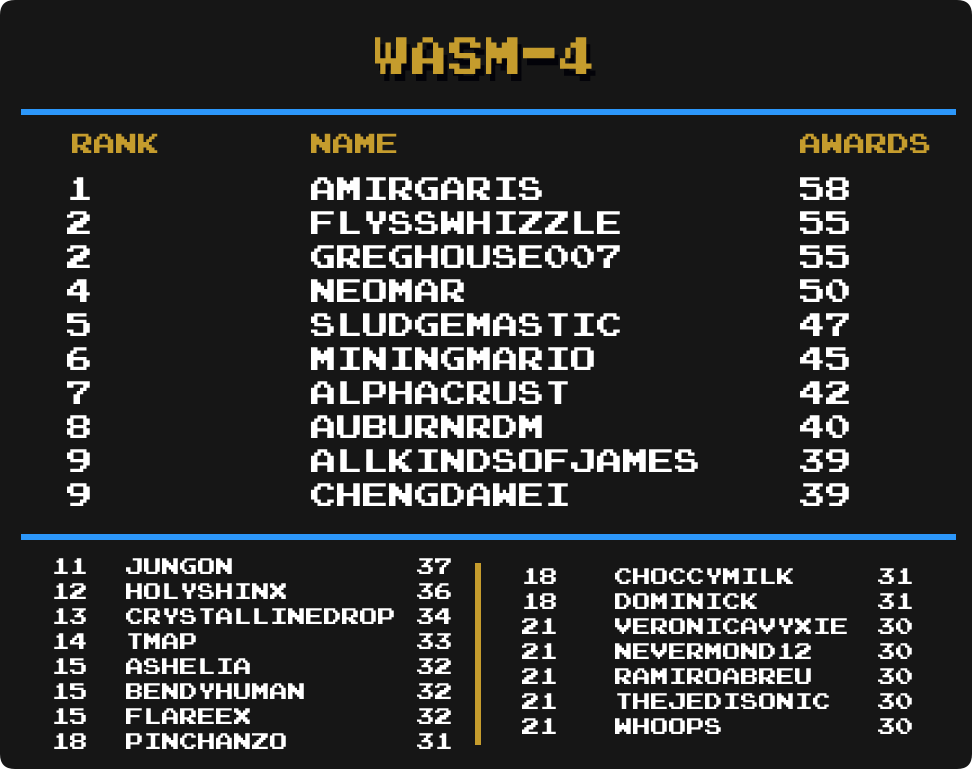 WASM-4
RANK NAME AWARDS
1 AMIRGARIS 58
2 FLYSSWHIZZLE 55
2 GREGHOUSE007 55
4 NEOMAR 50
5 SLUDGEMASTIC 47
6 MININGMARIO 45
7 ALPHACRUST 42
8 AUBURNRDM 40
9 ALLKINDSOFJAMES 39
9 CHENGDAWEI 39
11 JUNGON 37
12 HOLYSHINX 36
13 CRYSTALLINEDROP 34
14 TMAP 33
15 ASHELIA 32
15 BENDYHUMAN 32
15 FLAREEX 32
18 PINCHANZO 31
18 CHOCCYMILK 31
18 DOMINICK 31
21 VERONICAVYXIE 30
21 NEVERMOND12 30
21 RAMIROABREU 30
21 THEJEDISONIC 30
21 WHOOPS 30